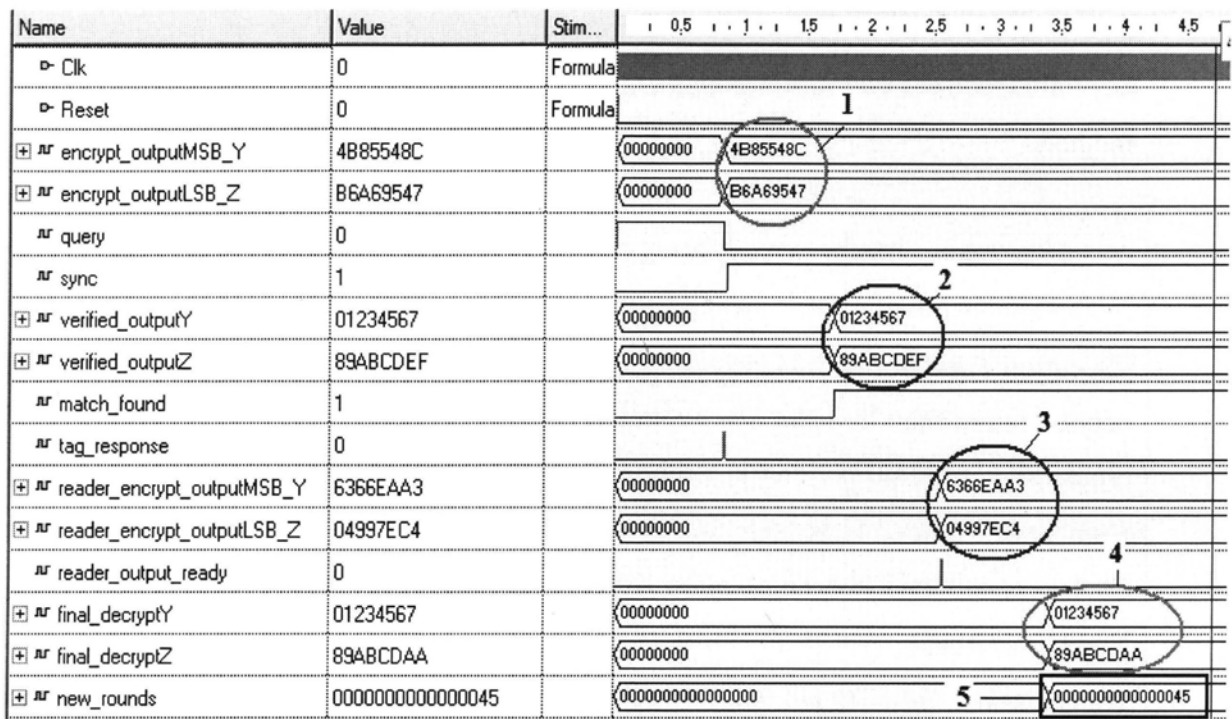 Name Value Stim... 0,5 1 1,5 2 2,5 3 3,5 4 4,5
Clk 0 Formula
Reset 0 Formula
1
encrypt_outputMSB_Y 4B85548C 00000000 4B85548C
encrypt_outputLSB_Z B6A69547 00000000 B6A69547
query 0
sync 1
2
verified_outputY 01234567 00000000 01234567
verified_outputZ 89ABCDEF 00000000 89ABCDEF
match_found 1
tag_response 0
3
reader_encrypt_outputMSB_Y 6366EAA3 00000000 6366EAA3
reader_encrypt_outputLSB_Z 04997EC4 00000000 04997EC4
4
reader_output_ready 0
final_decryptY 01234567 00000000 01234567
final_decryptZ 89ABCDAA 00000000 89ABCDAA
new_rounds 0000000000000045 0000000000000000 5 0000000000000045